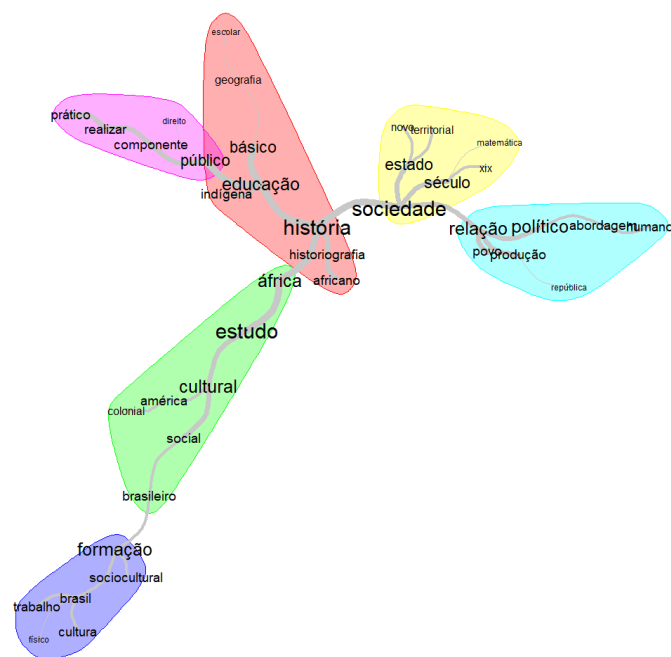 escolar
geografia
prático
direito
realizar
componente
básico
público
educação
indígena
novo
territorial
matemática
estado
xix
século
sociedade
história
relação
político
abordagem
humano
povo
produção
república
historiografia
áfrica
africano
estudo
cultural
américa
colonial
social
brasileiro
formação
sociocultural
brasil
trabalho
cultura
físico